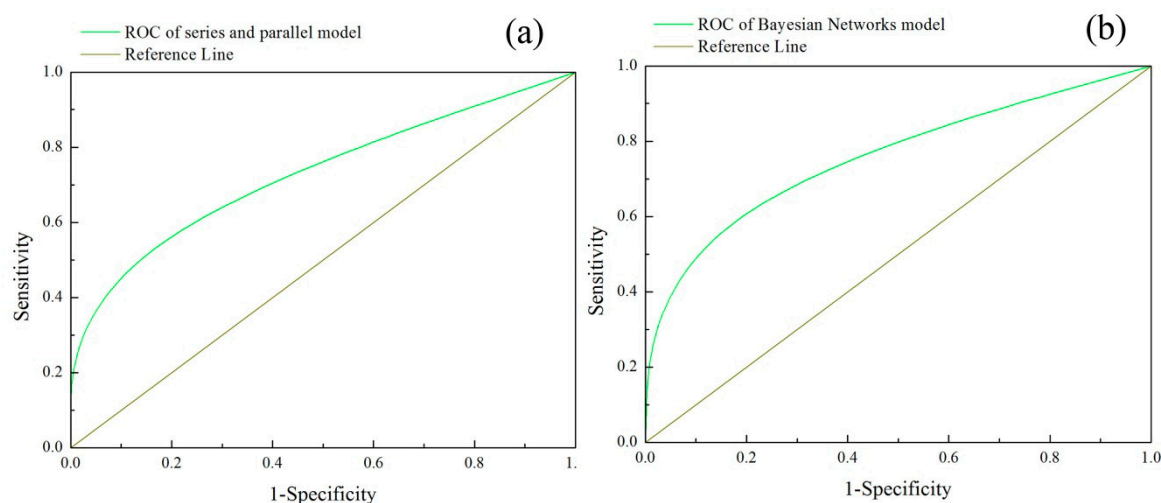 ROC of series and parallel model
Reference Line
(a)
1.0
0.8
0.6
0.4
0.2
0.0
Sensitivity
0.0 0.2 0.4 0.6 0.8 1.
1-Specificity
ROC of Bayesian Networks model
Reference Line
(b)
1.0
0.8
0.6
0.4
0.2
0.0
Sensitivity
0.0 0.2 0.4 0.6 0.8 1.0
1-Specificity